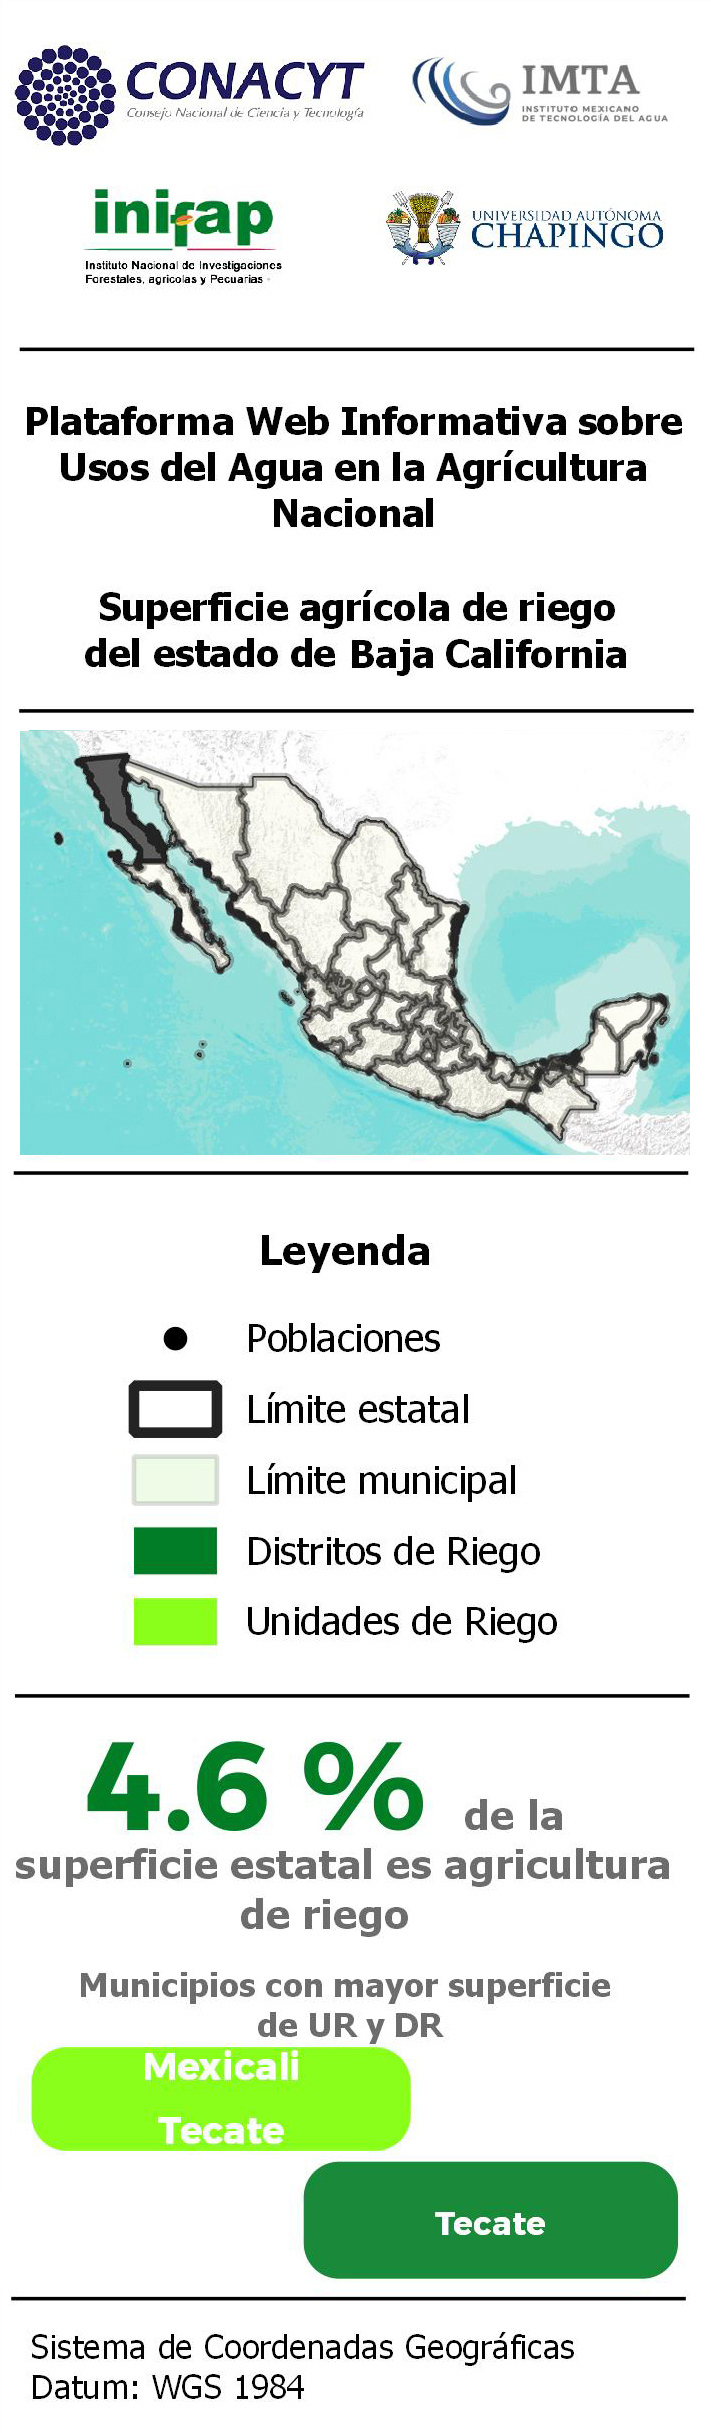 CONACYT
Consejo Nacional de Ciencia y Tecnología
IMTA
INSTITUTO MEXICANO
DE TECNOLOGÍA DEL AGUA
inifap
Instituto Nacional de Investigaciones
Forestales, agricolas y Pecuarias
UNIVERSIDAD AUTÓNOMA
CHAPINGO
Plataforma Web Informativa sobre
Usos del Agua en la Agrícultura
Nacional
Superficie agrícola de riego
del estado de Baja California
Leyenda
Poblaciones
Límite estatal
Límite municipal
Distritos de Riego
Unidades de Riego
4.6 % de la
superficie estatal es agricultura
de riego
Municipios con mayor superficie
de UR y DR
Mexicali
Tecate
Tecate
Sistema de Coordenadas Geográficas
Datum: WGS 1984